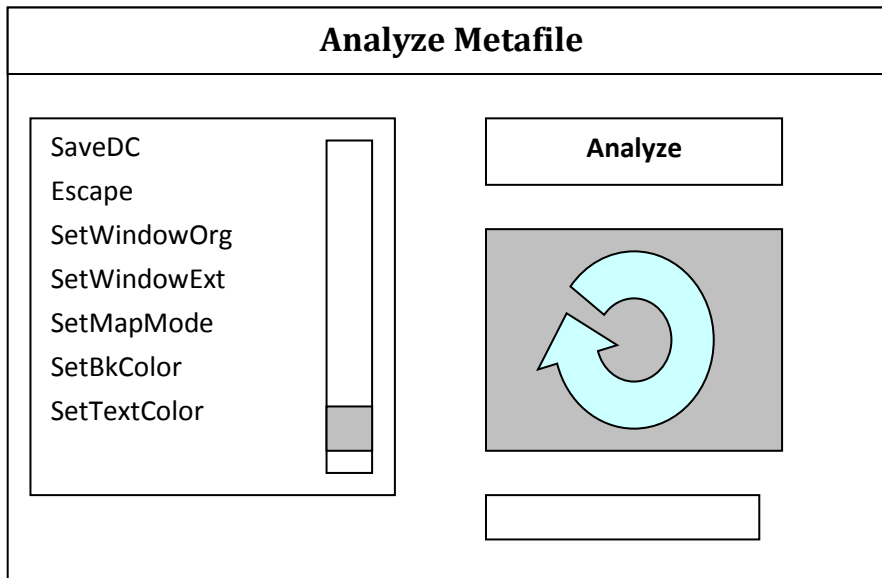 Analyze Metafile
SaveDC
Escape
SetWindowOrg
SetWindowExt
SetMapMode
SetBkColor
SetTextColor
Analyze